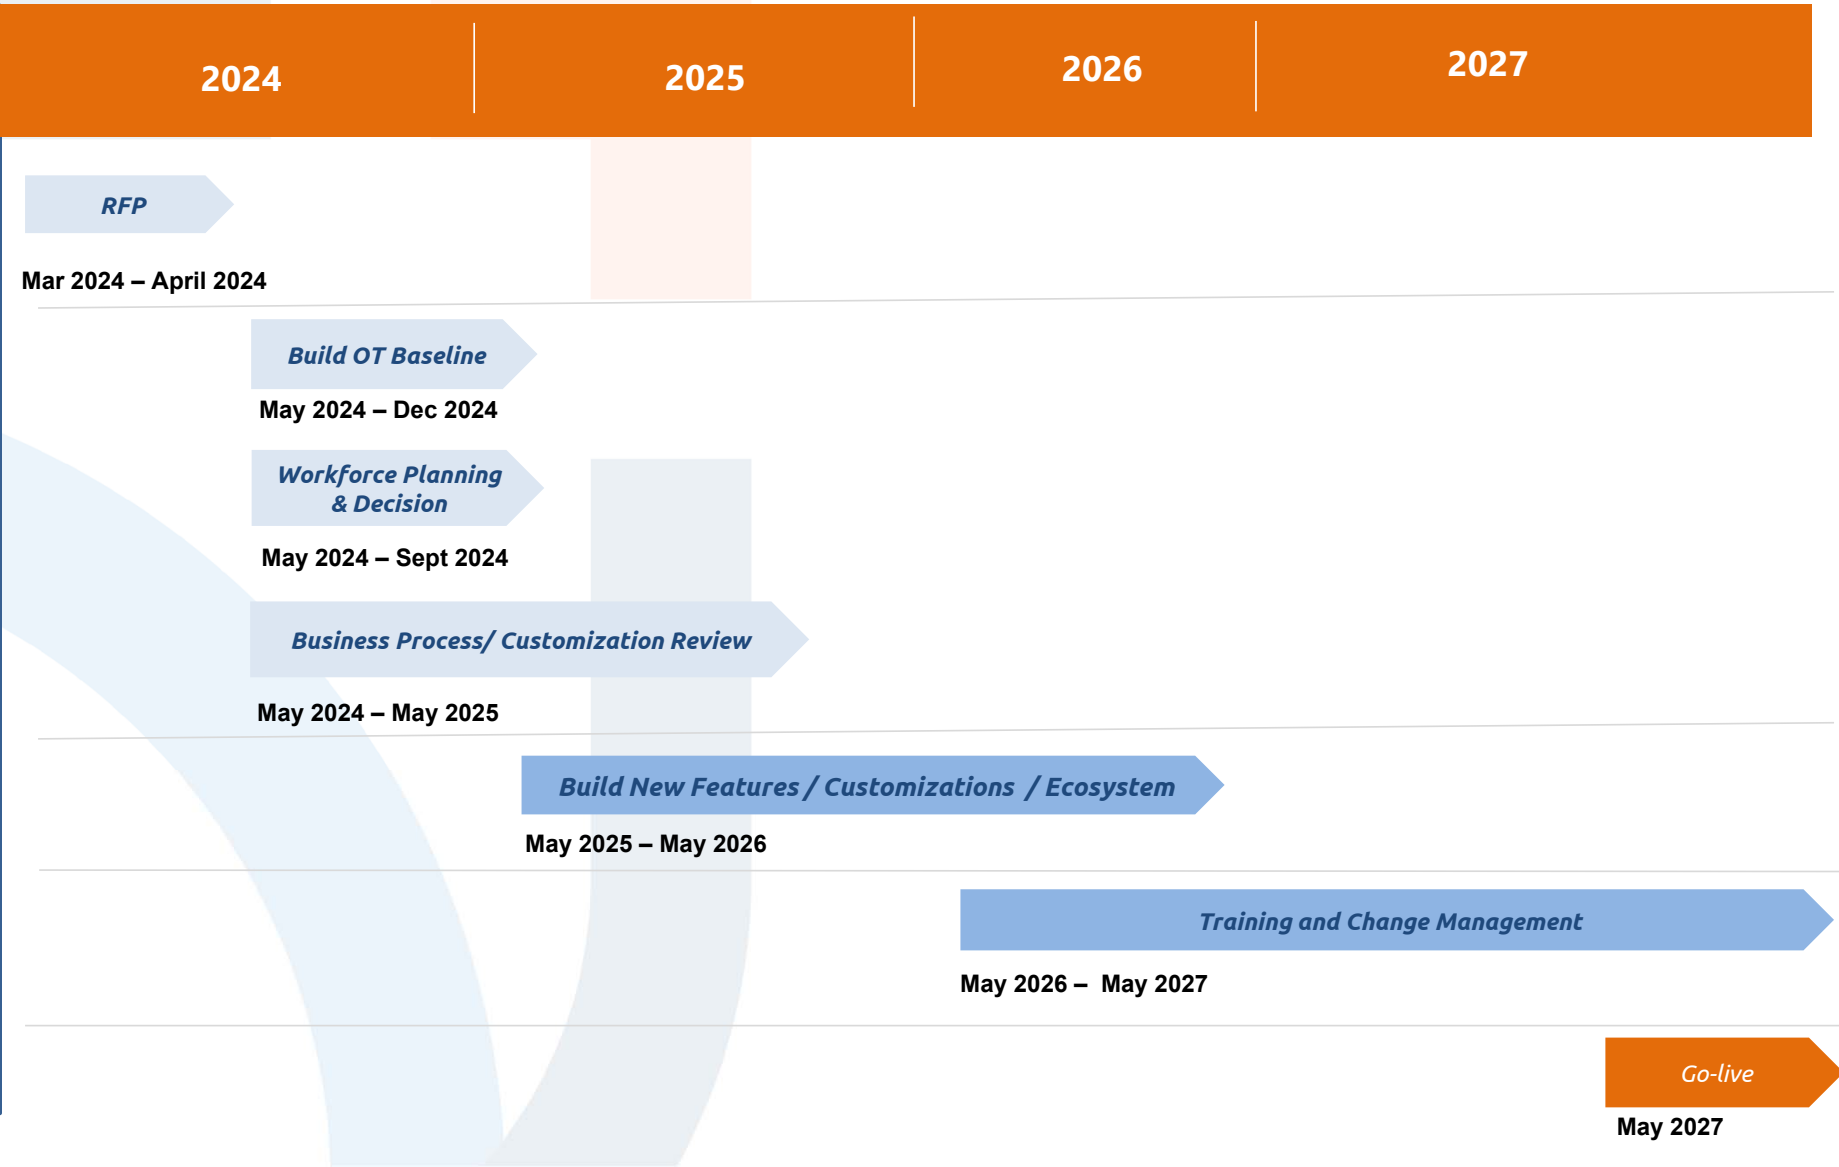 2024
2025
2026
2027
RFP
Mar 2024 – April 2024
Build OT Baseline
May 2024 – Dec 2024
Workforce Planning
& Decision
May 2024 – Sept 2024
Business Process/ Customization Review
May 2024 – May 2025
Build New Features / Customizations / Ecosystem
May 2025 – May 2026
Training and Change Management
May 2026 – May 2027
Go-live
May 2027